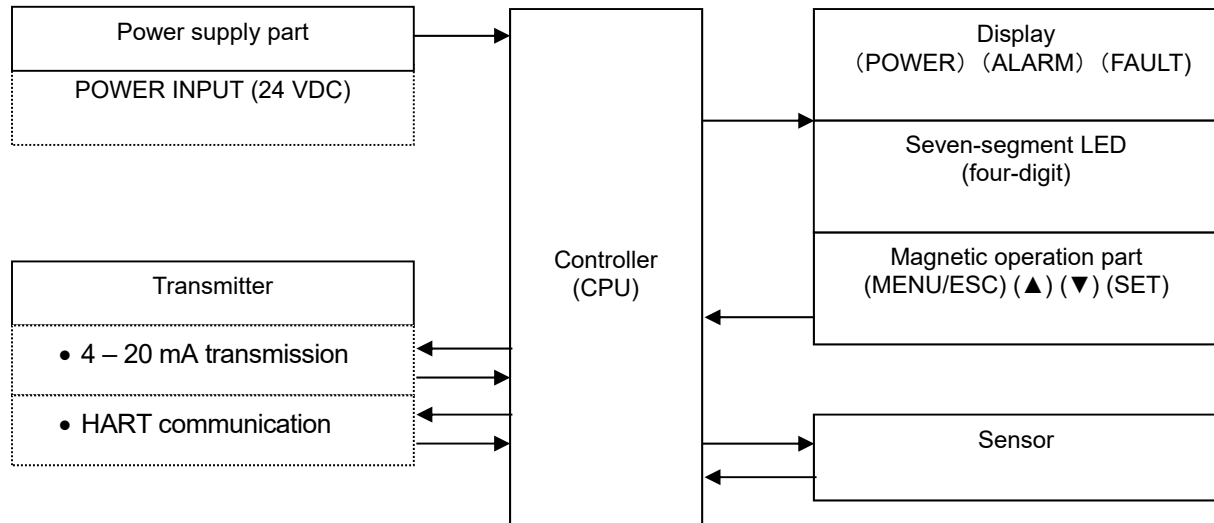 Power supply part
POWER INPUT (24 VDC)
Transmitter
• 4 – 20 mA transmission
• HART communication
Controller
(CPU)
Display
（POWER）（ALARM）（FAULT）
Seven-segment LED
(four-digit)
Magnetic operation part
(MENU/ESC) (▲) (▼) (SET)
Sensor